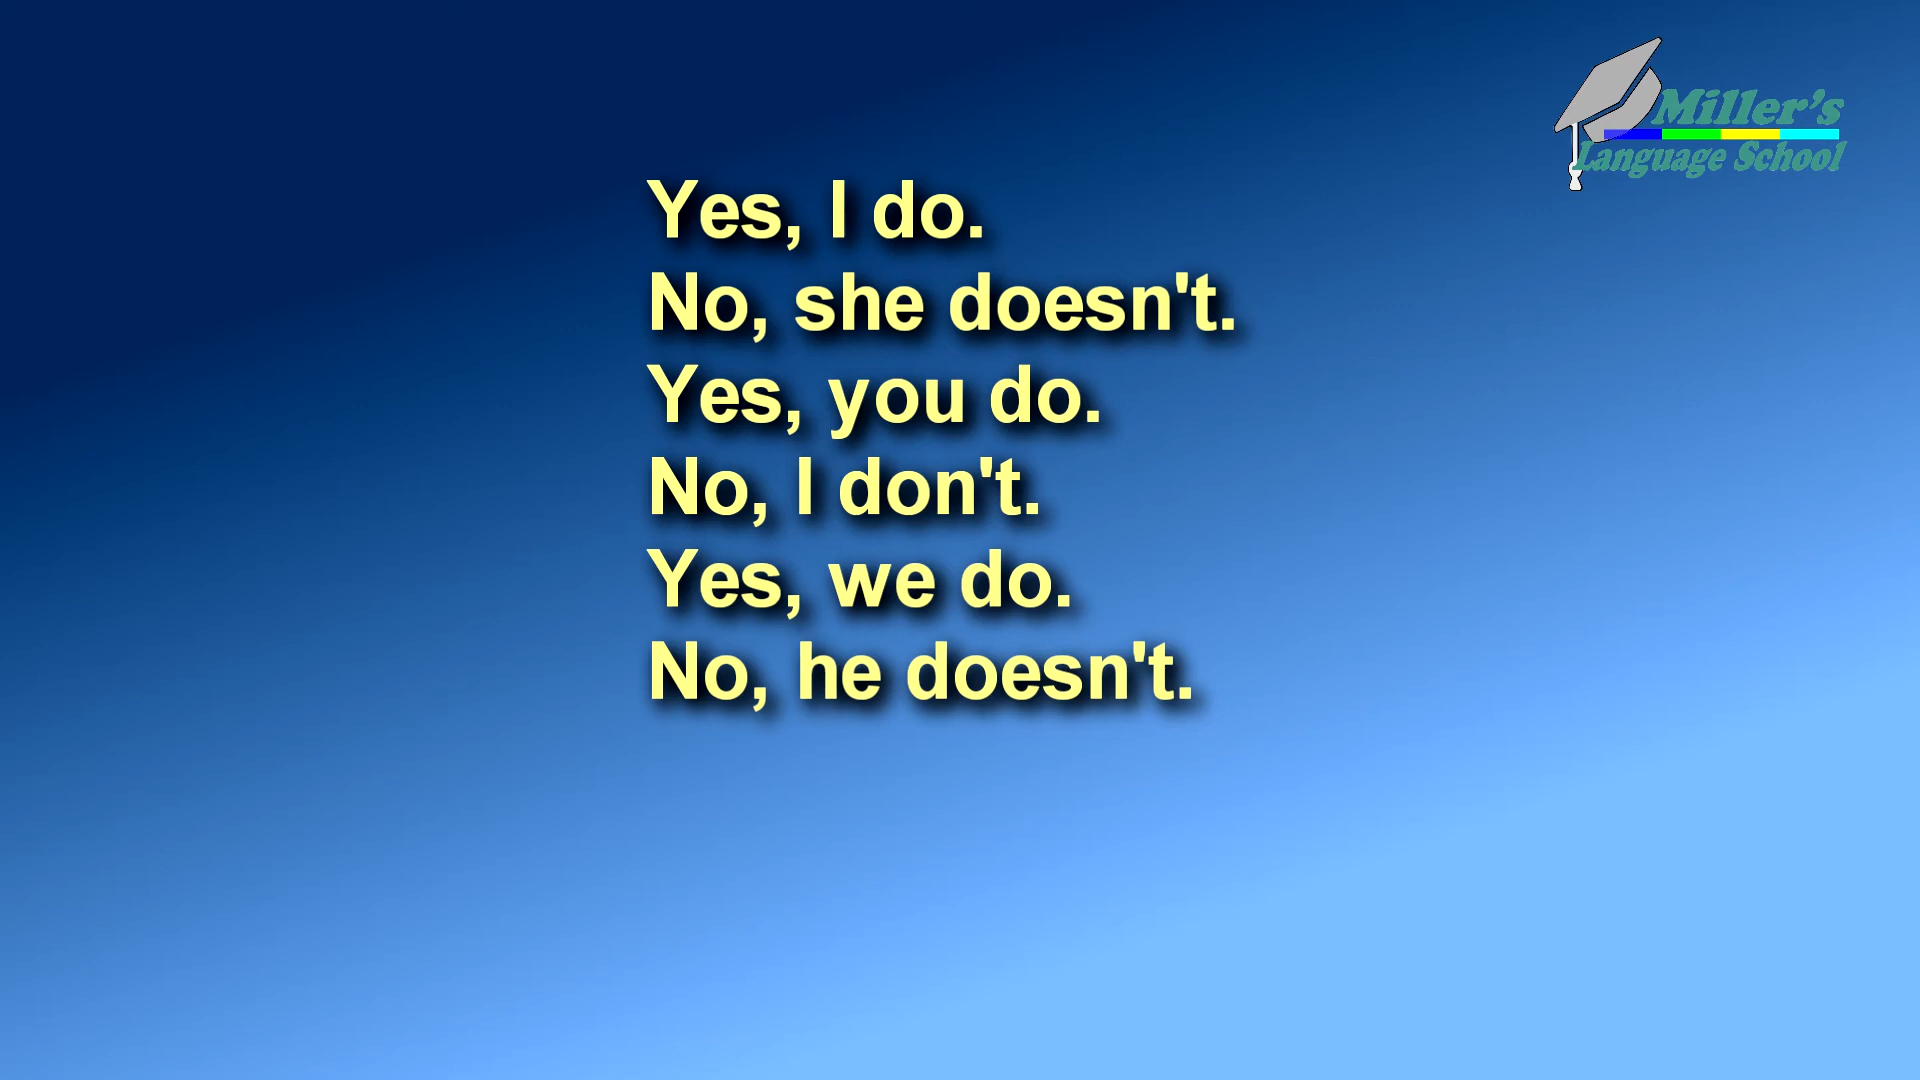 Miller's
Language School
Yes, I do.
No, she doesn't.
Yes, you do.
No, I don't.
Yes, we do.
No, he doesn't.